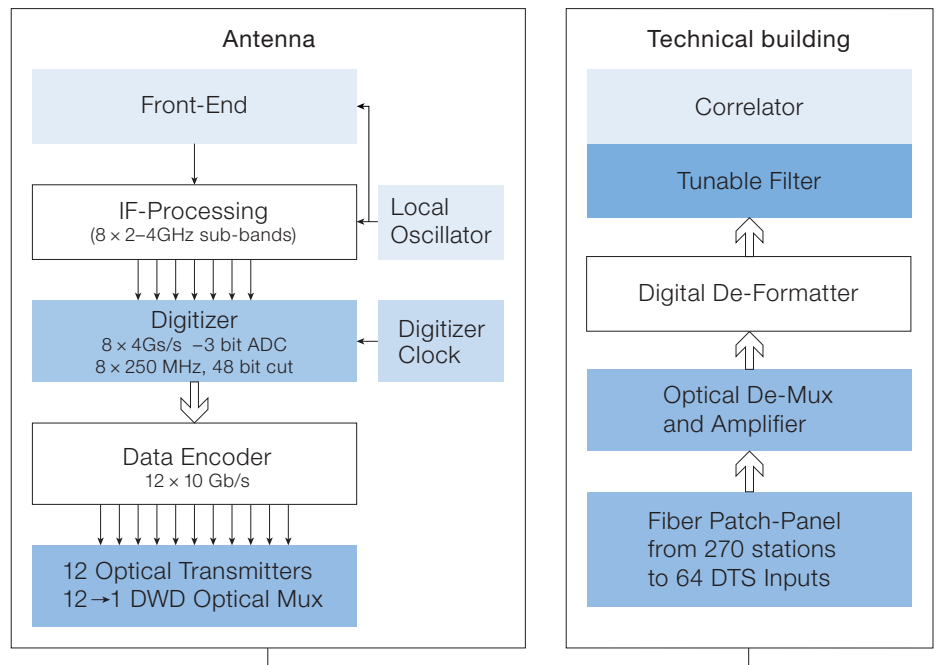 Antenna
Front-End
IF-Processing
(8 × 2–4GHz sub-bands)
Local
Oscillator
Digitizer
8 × 4Gs/s –3 bit ADC
8 × 250 MHz, 48 bit cut
Digitizer
Clock
Data Encoder
12 × 10 Gb/s
12 Optical Transmitters
12→1 DWD Optical Mux
Technical building
Correlator
Tunable Filter
Digital De-Formatter
Optical De-Mux
and Amplifier
Fiber Patch-Panel
from 270 stations
to 64 DTS Inputs